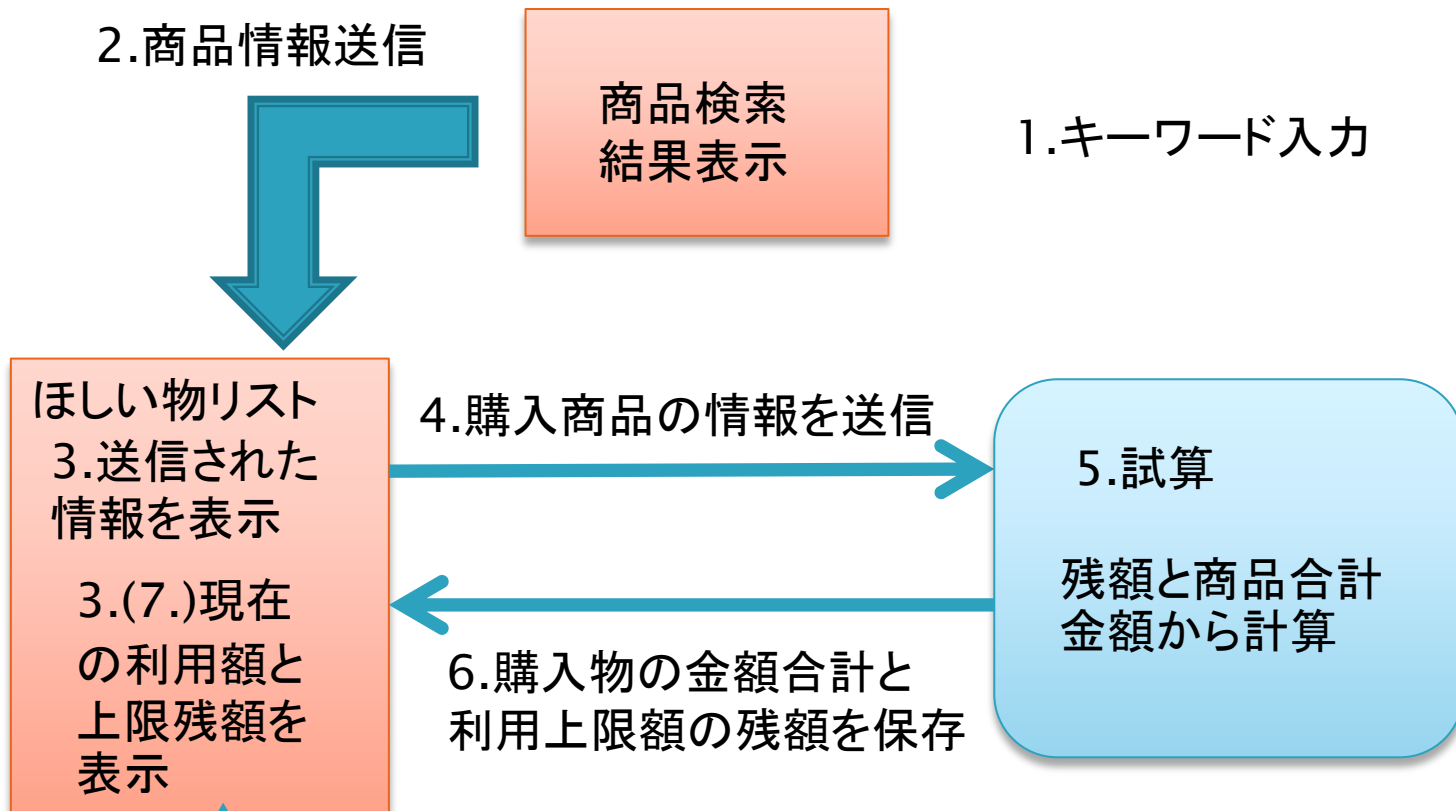 2.商品情報送信
商品検索
結果表示
1.キーワード入力
ほしい物リスト
3.送信された
情報を表示
3.(7.)現在
の利用額と
上限残額を
表示
4.購入商品の情報を送信
5.試算
残額と商品合計
金額から計算
6.購入物の金額合計と
利用上限額の残額を保存